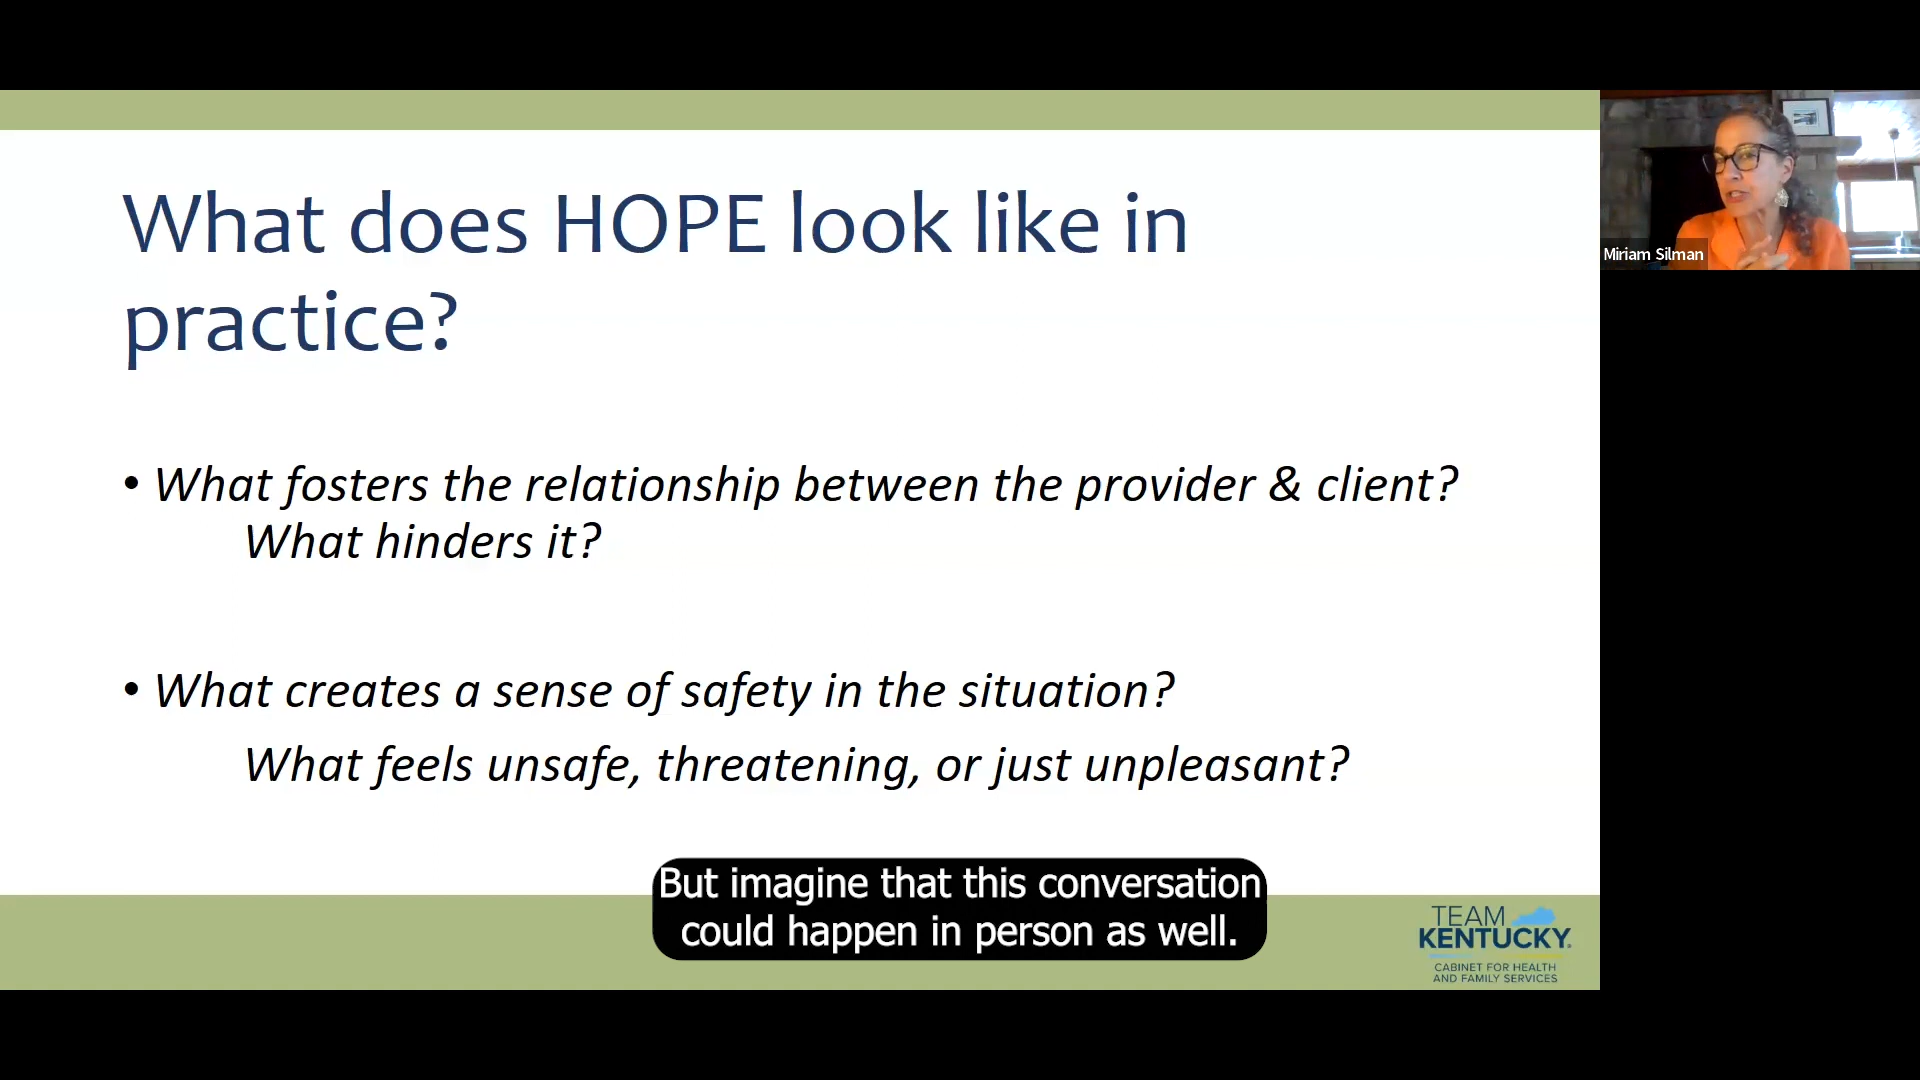 What does HOPE look like in
practice?
• What fosters the relationship between the provider & client?
What hinders it?
• What creates a sense of safety in the situation?
What feels unsafe, threatening, or just unpleasant?
But imagine that this conversation
could happen in person as well.
TEAM
KENTUCKY®
CABINET FOR HEALTH
AND FAMILY SERVICES
Miriam Silman